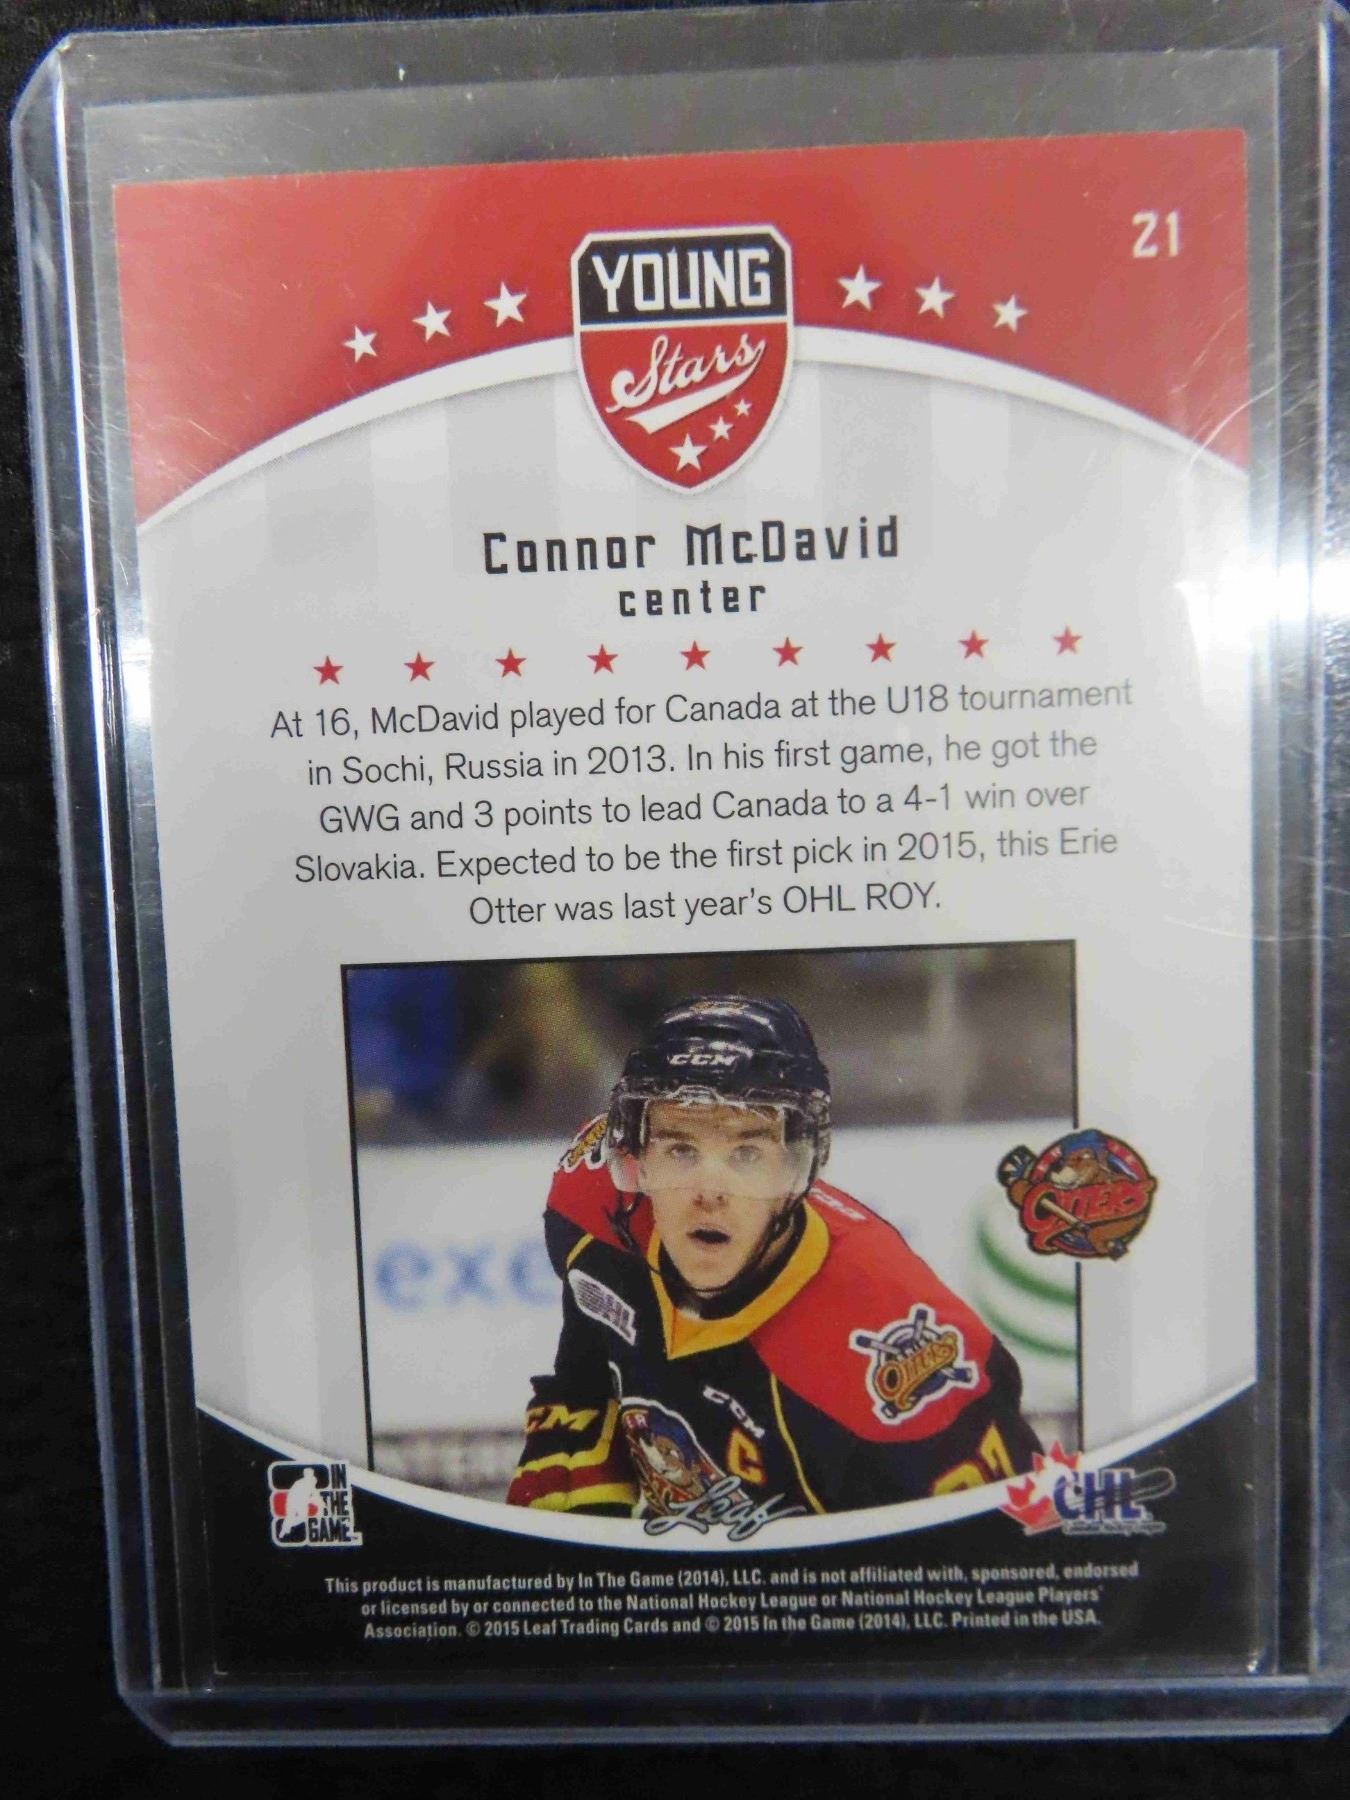 21
YOUNG
Stars
Connor McDavid
center
At 16, McDavid played for Canada at the U18 tournament
in Sochi, Russia in 2013. In his first game, he got the
GWG and 3 points to lead Canada to a 4-1 win over
Slovakia. Expected to be the first pick in 2015, this Erie
Otter was last year's OHL ROY.
CCM
exe
OTTERS
OHL
OTTERS
CCM
CCM
C
97
IN
THE
GAME
Leaf
CHL
This product is manufactured by In The Game (2014), LLC. and is not affiliated with, sponsored, endorsed
or licensed by or connected to the National Hockey League or National Hockey League Players'
Association. © 2015 Leaf Trading Cards and © 2015 In the Game (2014), LLC. Printed in the USA.